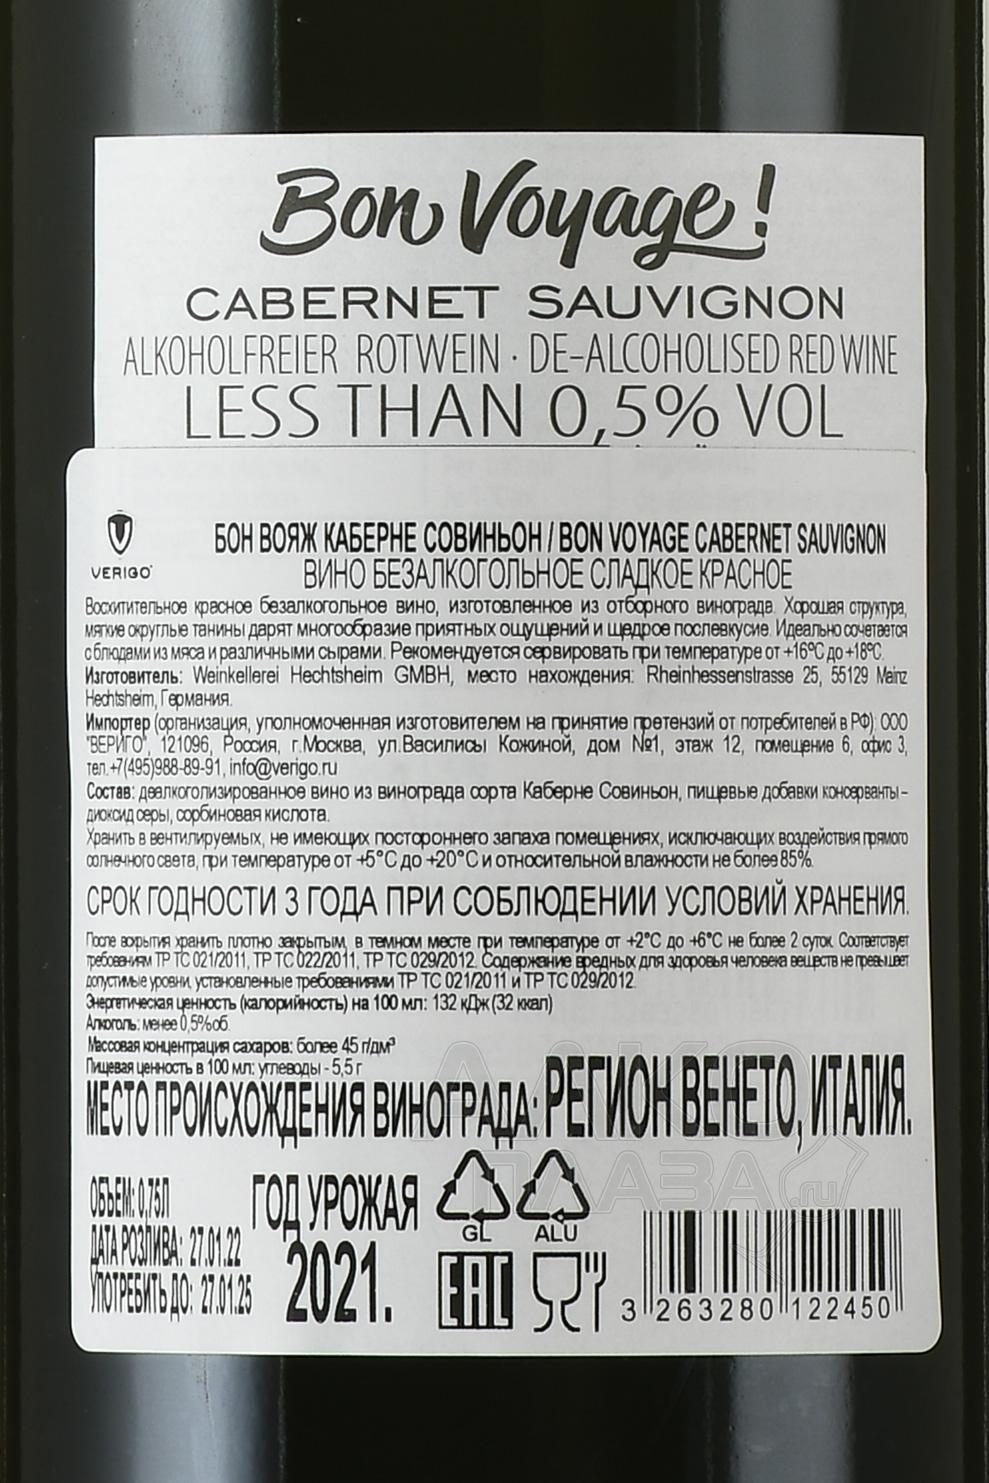 Bon Voyage!
CABERNET SAUVIGNON
ALKOHOLFREIER ROTWEIN · DE-ALCOHOLISED RED WINE
LESS THAN 0,5% VOL
VERIGO
БОН ВОЯЖ КАБЕРНЕ СОВИНЬОН / BON VOYAGE CABERNET SAUVIGNON
ВИНО БЕЗАЛКОГОЛЬНОЕ СЛАДКОЕ КРАСНОЕ
Восхитительное красное безалкогольное вино, изготовленное из отборного винограда. Хорошая структура,
мягкие округлые танины дарят многообразие приятных ощущений и щедрое послевкусие. Идеально сочетается
с блюдами из мяса и различными сырами. Рекомендуется сервировать при температуре от +16°С до +18°С.
Изготовитель: Weinkellerei Hechtsheim GMBH, место нахождения: Rheinhessenstrasse 25, 55129 Mainz
Hechtsheim, Германия.
Импортер (организация, уполномоченная изготовителем на принятие претензий от потребителей в РФ): ООО
"ВЕРИГО", 121096, Россия, г.Москва, ул.Василисы Кожиной, дом №1, этаж 12, помещение 6, офис 3,
тел.+7(495)988-89-91, info@verigo.ru
Состав: деалкоголизированное вино из винограда сорта Каберне Совиньон, пищевые добавки консерванты -
диоксид серы, сорбиновая кислота.
Хранить в вентилируемых, не имеющих постороннего запаха помещениях, исключающих воздействия прямого
солнечного света, при температуре от +5°С до +20°С и относительной влажности не более 85%.
СРОК ГОДНОСТИ 3 ГОДА ПРИ СОБЛЮДЕНИИ УСЛОВИЙ ХРАНЕНИЯ.
После вскрытия хранить плотно закрытым, в темном месте при температуре от +2°С до +6°С не более 2 суток. Соответствует
требованиям ТР ТС 021/2011, ТР ТС 022/2011, ТР ТС 029/2012. Содержание вредных для здоровья человека веществ не превышает
допустимые уровни, установленные требованиями ТР ТС 021/2011 и ТР ТС 029/2012.
Энергетическая ценность (калорийность) на 100 мл: 132 кДж (32 ккал)
Алкоголь: менее 0,5% об.
Массовая концентрация сахаров: более 45 г/дм³
Пищевая ценность в 100 мл: углеводы - 5,5 г
МЕСТО ПРОИСХОЖДЕНИЯ ВИНОГРАДА: РЕГИОН ВЕНЕТО, ИТАЛИЯ.
АЛКО
ПЛАЗА.ru
ОБЪЕМ: 0,75Л
ДАТА РОЗЛИВА: 27.01.22
УПОТРЕБИТЬ ДО: 27.01.25
ГОД УРОЖАЯ
2021.
GL ALU
EAC
3 263280 122450